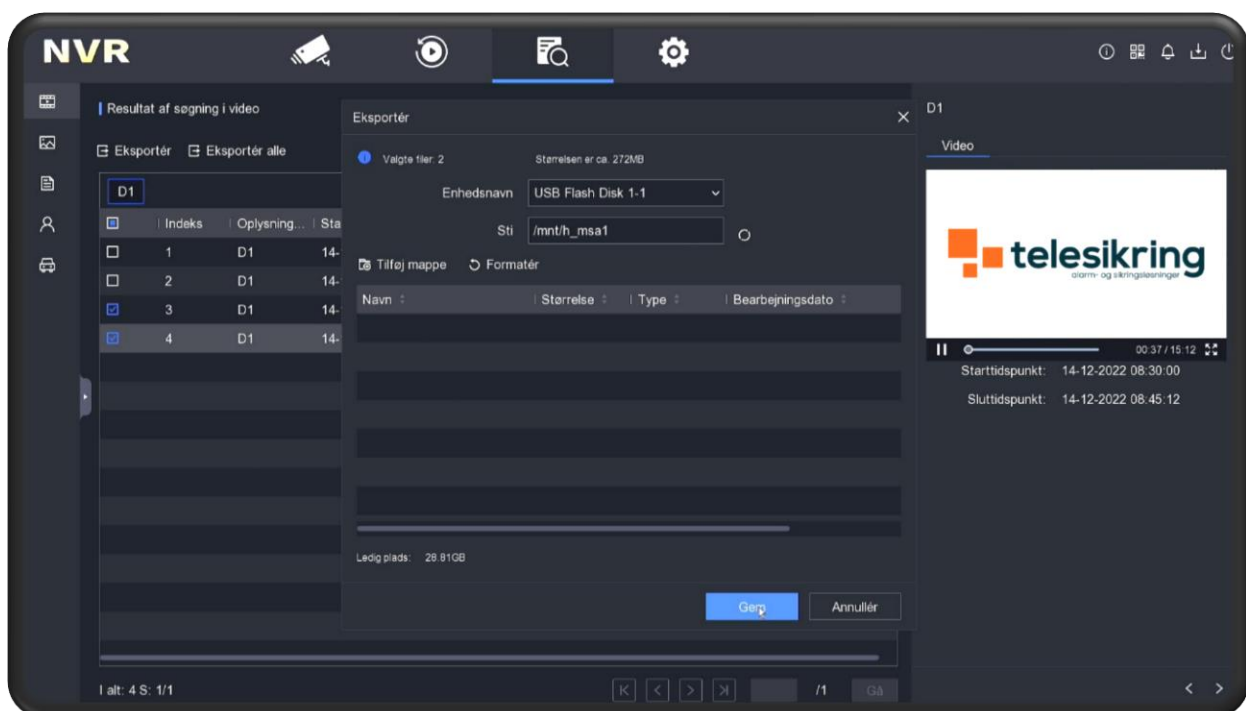 NVR
Resultat af søgning i video
Eksportér Eksportér alle
D1
Indeks Oplysning... Sta
1 D1 14-
2 D1 14-
3 D1 14-
4 D1 14-
I alt: 4 S: 1/1
/1 Gå
Eksportér
Valgte filer: 2 Størrelsen er ca. 272MB
Enhedsnavn USB Flash Disk 1-1
Sti /mnt/h_msa1
Tilføj mappe Formatér
Navn Størrelse Type Bearbejningsdato
Ledig plads: 28.81GB
Gem Annullér
D1
Video
telesikring
alarm- og sikringsløsninger
00:37 / 15:12
Starttidspunkt: 14-12-2022 08:30:00
Sluttidspunkt: 14-12-2022 08:45:12